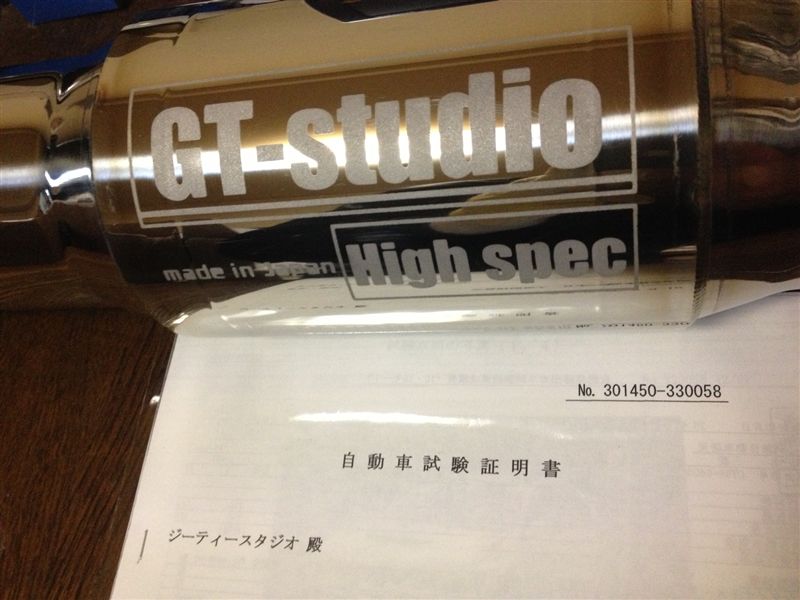 GT-studio
High spec
made in Japan
No. 301450-330058
自動車試験証明書
ジーティースタジオ 殿